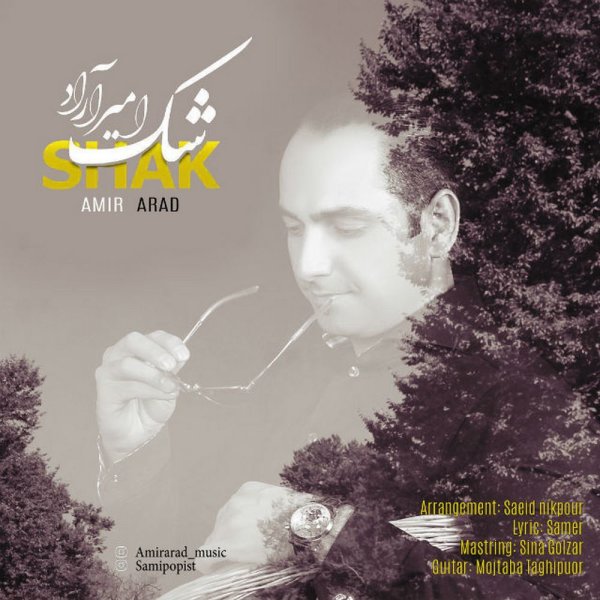 امیر آراد
شک
SHAK
AMIR ARAD
Arrangement: Saeid nikpour
Lyric: Samer
Mastring: Sina Golzar
Guitar: Mojtaba Taghipuor
Amirarad_music
Samipopist